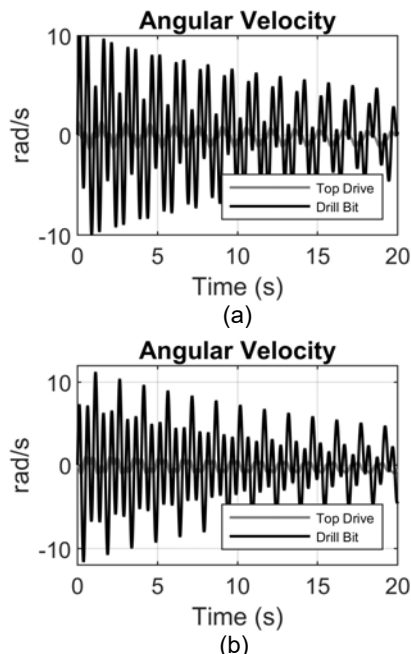 Angular Velocity
10
0
-10
rad/s
Top Drive
Drill Bit
0 5 10 15 20
Time (s)
(a)
Angular Velocity
10
0
-10
rad/s
Top Drive
Drill Bit
0 5 10 15 20
Time (s)
(b)